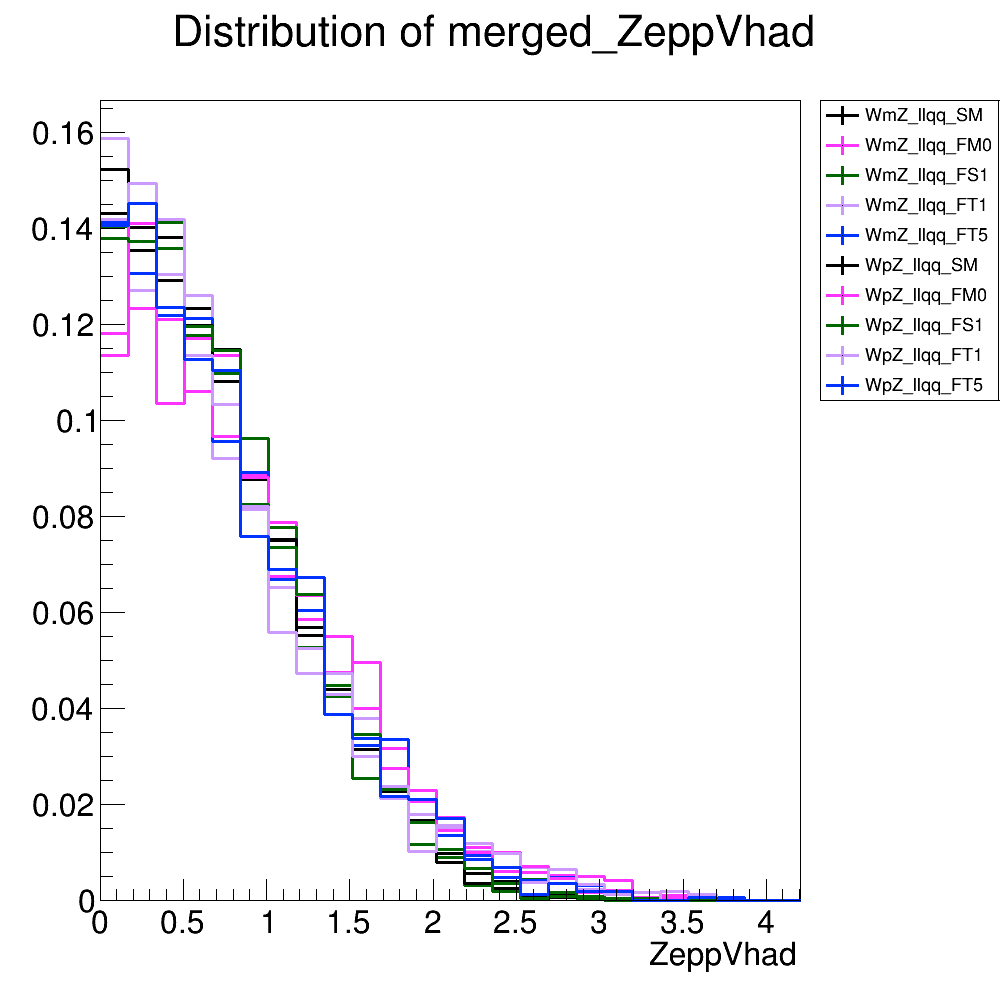 Distribution of merged_ZeppVhad
0.16
0.14
0.12
0.1
0.08
0.06
0.04
0.02
0
0 0.5 1 1.5 2 2.5 3 3.5 4
ZeppVhad
WmZ_llqq_SM
WmZ_llqq_FM0
WmZ_llqq_FS1
WmZ_llqq_FT1
WmZ_llqq_FT5
WpZ_llqq_SM
WpZ_llqq_FM0
WpZ_llqq_FS1
WpZ_llqq_FT1
WpZ_llqq_FT5